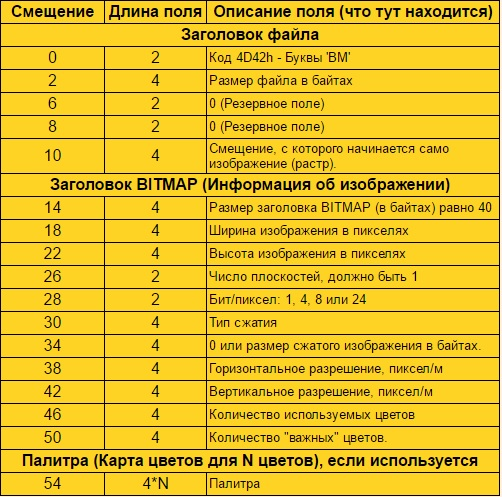 Смещение Длина поля Описание поля (что тут находится)
Заголовок файла
0 2 Код 4D42h - Буквы 'BM'
2 4 Размер файла в байтах
6 2 0 (Резервное поле)
8 2 0 (Резервное поле)
10 4 Смещение, с которого начинается само
изображение (растр).
Заголовок BITMAP (Информация об изображении)
14 4 Размер заголовка BITMAP (в байтах) равно 40
18 4 Ширина изображения в пикселях
22 4 Высота изображения в пикселях
26 2 Число плоскостей, должно быть 1
28 2 Бит/пиксел: 1, 4, 8 или 24
30 4 Тип сжатия
34 4 0 или размер сжатого изображения в байтах.
38 4 Горизонтальное разрешение, пиксел/м
42 4 Вертикальное разрешение, пиксел/м
46 4 Количество используемых цветов
50 4 Количество "важных" цветов.
Палитра (Карта цветов для N цветов), если используется
54 4*N Палитра